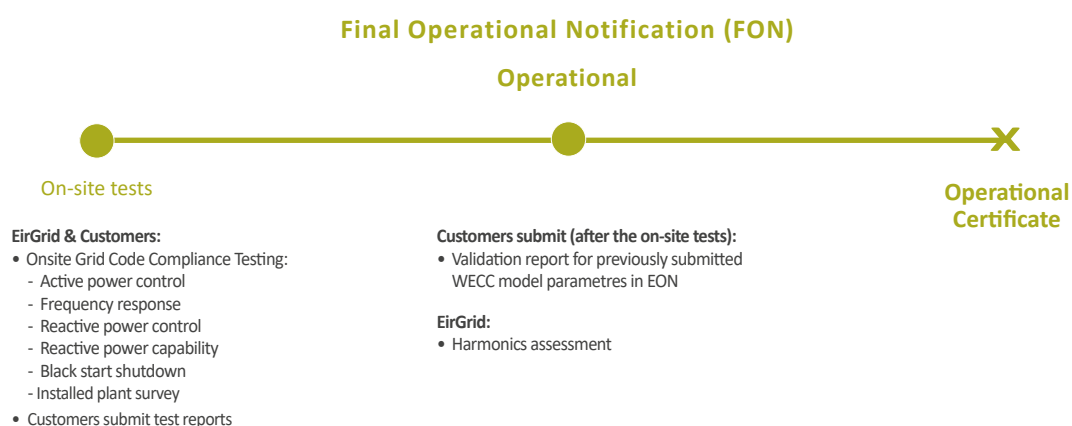 Final Operational Notification (FON)
Operational
On-site tests
Operational
Certificate
EirGrid & Customers:
• Onsite Grid Code Compliance Testing:
- Active power control
- Frequency response
- Reactive power control
- Reactive power capability
- Black start shutdown
- Installed plant survey
• Customers submit test reports
Customers submit (after the on-site tests):
• Validation report for previously submitted
WECC model parametres in EON
EirGrid:
• Harmonics assessment